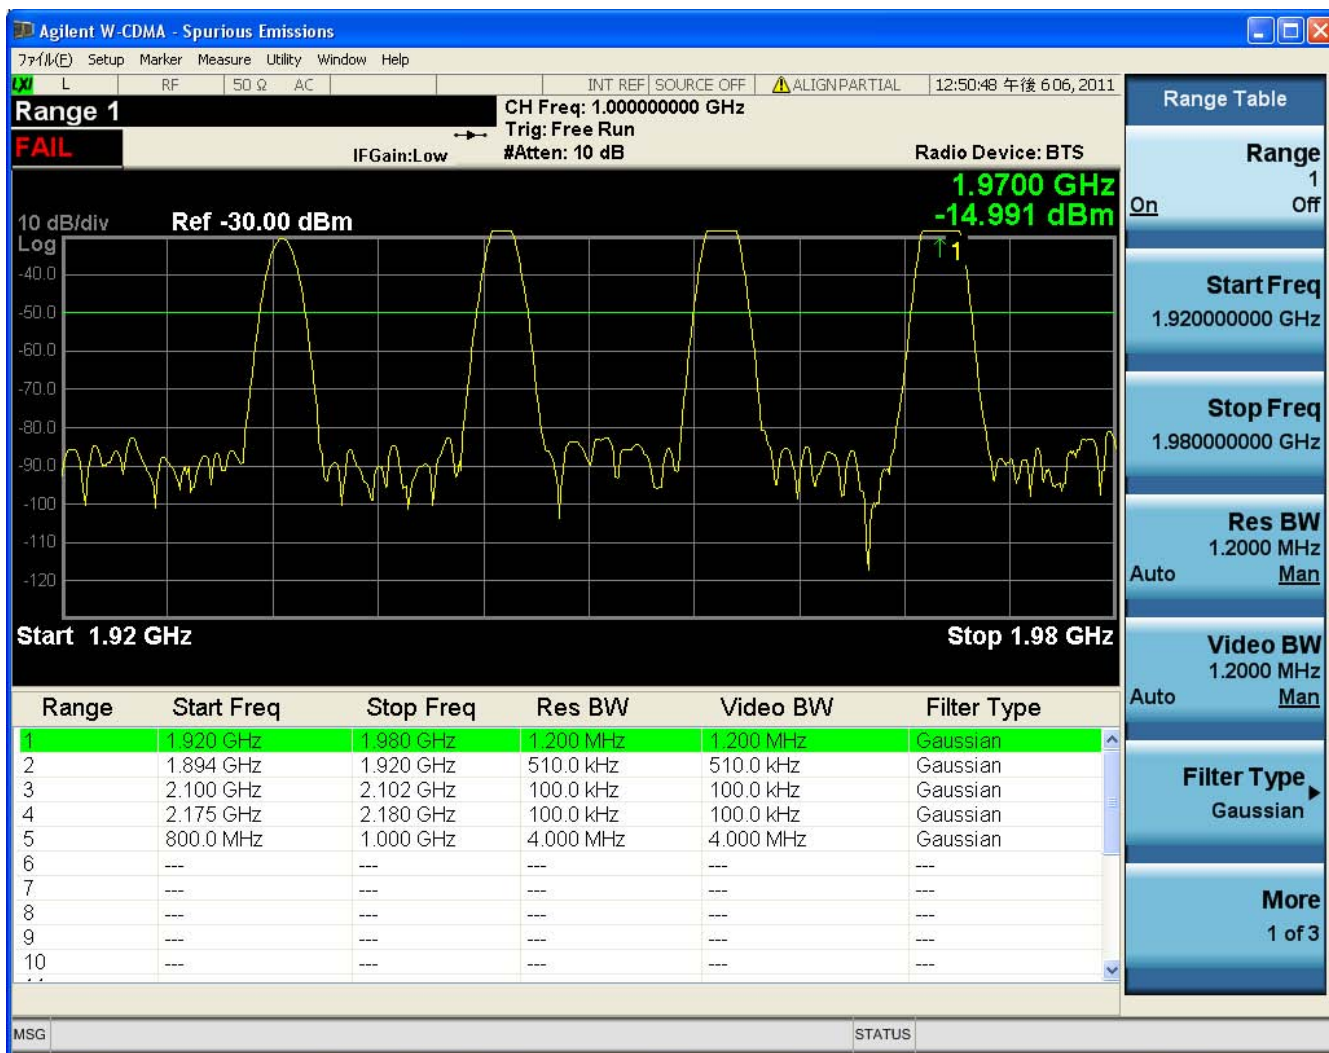 Agilent W-CDMA - Spurious Emissions
ファイル(F) Setup Marker Measure Utility Window Help
LXI L RF 50 Ω AC INT REF SOURCE OFF ALIGN PARTIAL 12:50:48 午後 6 06, 2011
Range 1
CH Freq: 1.000000000 GHz
Trig: Free Run
FAIL
IFGain:Low
#Atten: 10 dB
Radio Device: BTS
1.9700 GHz
-14.991 dBm
10 dB/div Ref -30.00 dBm
Log
1
-40.0
-50.0
-60.0
-70.0
-80.0
-90.0
-100
-110
-120
Start 1.92 GHz Stop 1.98 GHz
Range Start Freq Stop Freq Res BW Video BW Filter Type
1 1.920 GHz 1.980 GHz 1.200 MHz 1.200 MHz Gaussian
2 1.894 GHz 1.920 GHz 510.0 kHz 510.0 kHz Gaussian
3 2.100 GHz 2.102 GHz 100.0 kHz 100.0 kHz Gaussian
4 2.175 GHz 2.180 GHz 100.0 kHz 100.0 kHz Gaussian
5 800.0 MHz 1.000 GHz 4.000 MHz 4.000 MHz Gaussian
6 --- --- --- --- ---
7 --- --- --- --- ---
8 --- --- --- --- ---
9 --- --- --- --- ---
10 --- --- --- --- ---
MSG STATUS
Range Table
Range
1
On Off
Start Freq
1.920000000 GHz
Stop Freq
1.980000000 GHz
Res BW
1.2000 MHz
Auto Man
Video BW
1.2000 MHz
Auto Man
Filter Type
Gaussian
More
1 of 3